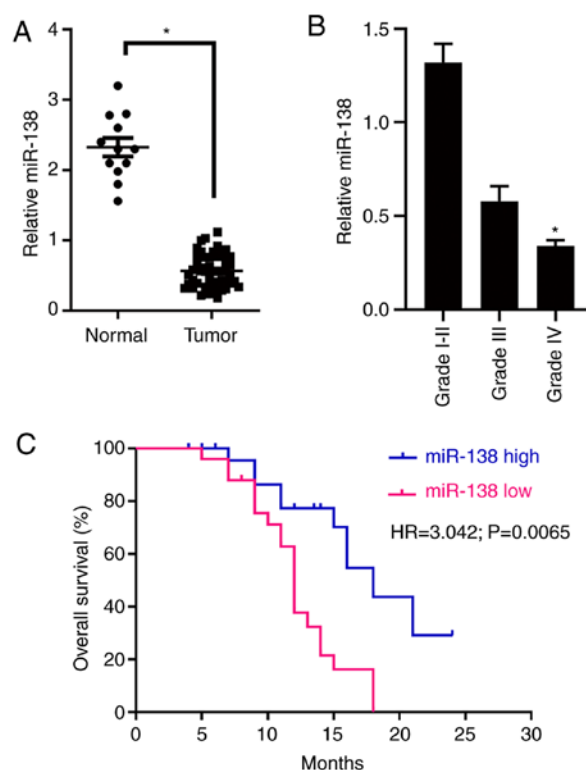 A
Relative miR-138
4
3
2
1
0
*
Normal
Tumor
B
Relative miR-138
1.5
1.0
0.5
0.0
*
Grade I-II
Grade III
Grade IV
C
Overall survival (%)
100
80
60
40
20
0
miR-138 high
miR-138 low
HR=3.042; P=0.0065
0 5 10 15 20 25 30
Months